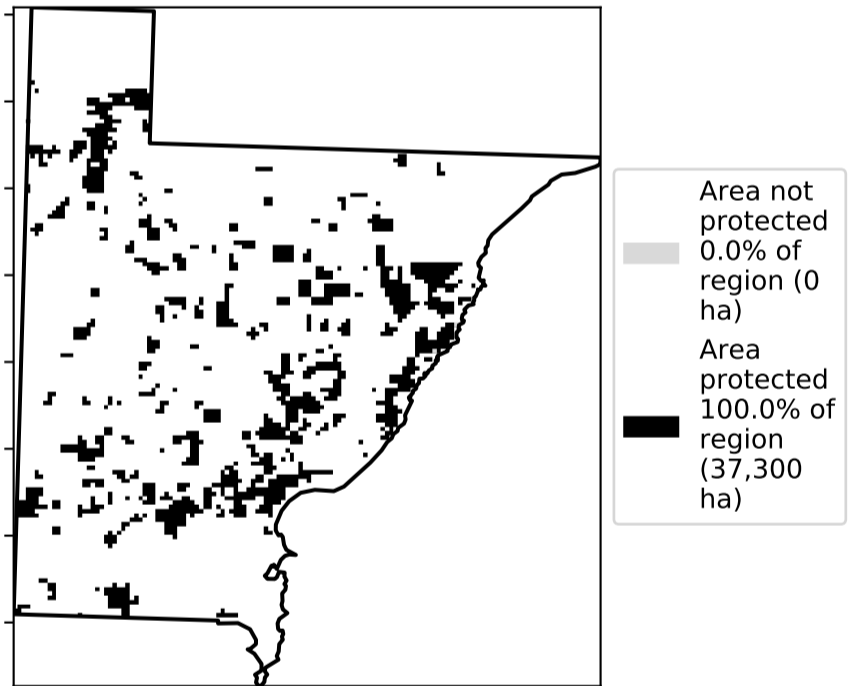 Area not
protected
0.0% of
region (0
ha)
Area
protected
100.0% of
region
(37,300
ha)